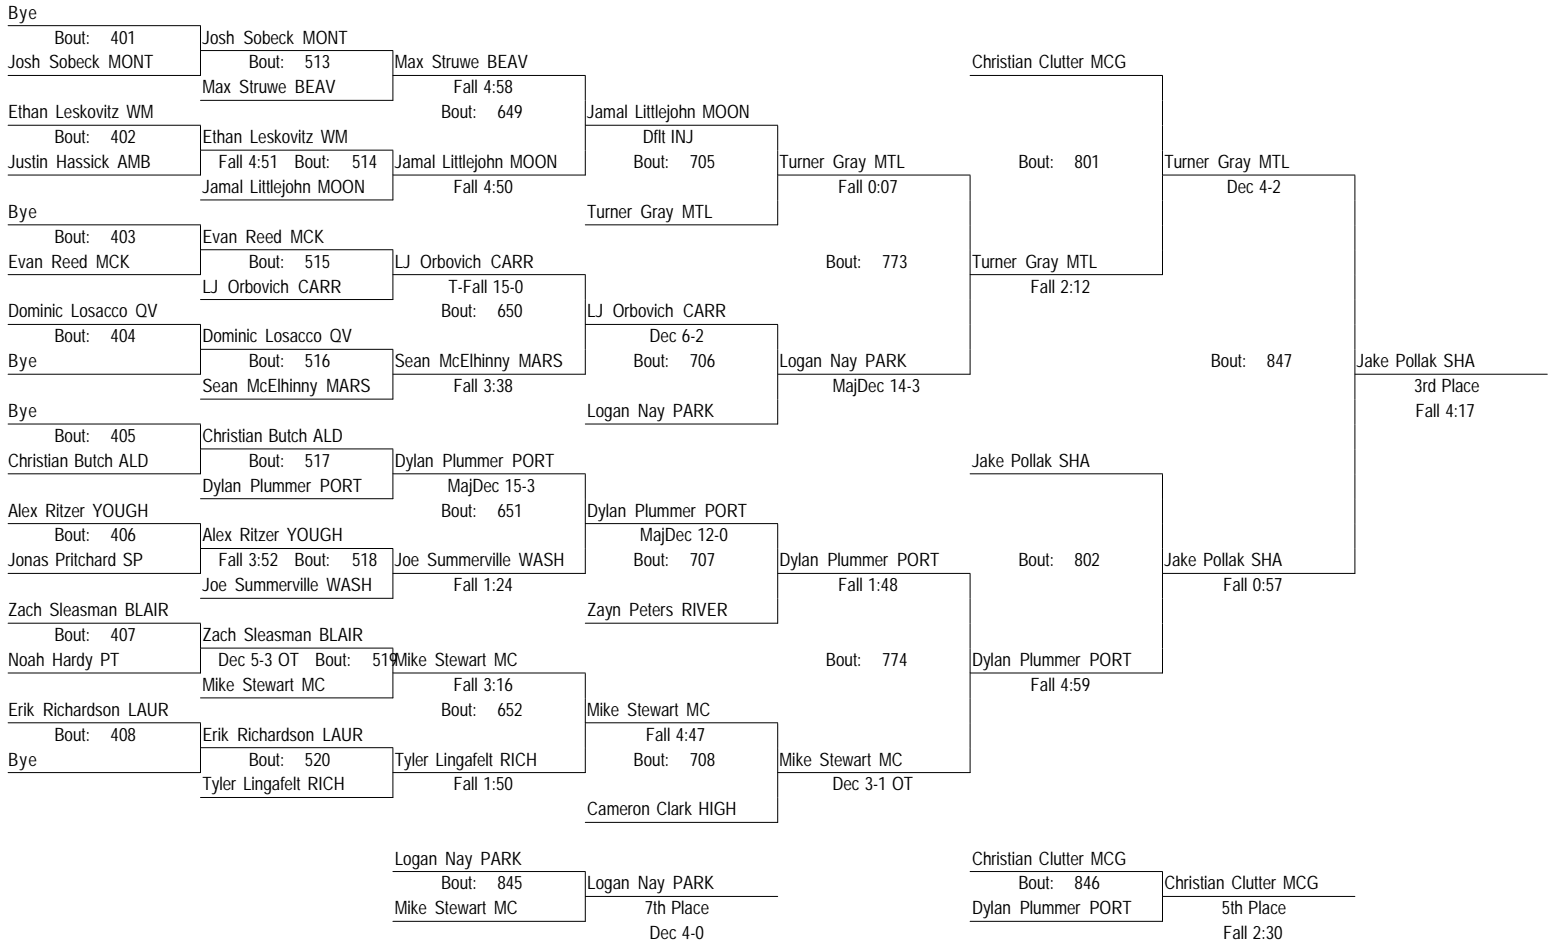 Bye
Bout: 401
Josh Sobeck MONT
Josh Sobeck MONT
Bout: 513
Max Struwe BEAV
Max Struwe BEAV
Fall 4:58
Bout: 649
Christian Clutter MCG
Ethan Leskovitz WM
Bout: 402
Justin Hassick AMB
Ethan Leskovitz WM
Fall 4:51 Bout: 514
Jamal Littlejohn MOON
Jamal Littlejohn MOON
Fall 4:50
Jamal Littlejohn MOON
Dflt INJ
Bout: 705
Turner Gray MTL
Turner Gray MTL
Fall 0:07
Bout: 801
Turner Gray MTL
Dec 4-2
Bye
Bout: 403
Evan Reed MCK
Evan Reed MCK
Bout: 515
LJ Orbovich CARR
LJ Orbovich CARR
T-Fall 15-0
Bout: 650
Bout: 773
Turner Gray MTL
Fall 2:12
Dominic Losacco QV
Bout: 404
Bye
Dominic Losacco QV
Bout: 516
Sean McElhinny MARS
Sean McElhinny MARS
Fall 3:38
LJ Orbovich CARR
Dec 6-2
Bout: 706
Logan Nay PARK
Logan Nay PARK
MajDec 14-3
Bout: 847
Jake Pollak SHA
3rd Place
Fall 4:17
Bye
Bout: 405
Christian Butch ALD
Christian Butch ALD
Bout: 517
Dylan Plummer PORT
Dylan Plummer PORT
MajDec 15-3
Bout: 651
Jake Pollak SHA
Alex Ritzer YOUGH
Bout: 406
Jonas Pritchard SP
Alex Ritzer YOUGH
Fall 3:52 Bout: 518
Joe Summerville WASH
Joe Summerville WASH
Fall 1:24
Dylan Plummer PORT
MajDec 12-0
Bout: 707
Zayn Peters RIVER
Dylan Plummer PORT
Fall 1:48
Bout: 802
Jake Pollak SHA
Fall 0:57
Zach Sleasman BLAIR
Bout: 407
Noah Hardy PT
Zach Sleasman BLAIR
Dec 5-3 OT Bout: 519
Mike Stewart MC
Mike Stewart MC
Fall 3:16
Bout: 652
Bout: 774
Dylan Plummer PORT
Fall 4:59
Erik Richardson LAUR
Bout: 408
Bye
Erik Richardson LAUR
Bout: 520
Tyler Lingafelt RICH
Tyler Lingafelt RICH
Fall 1:50
Mike Stewart MC
Fall 4:47
Bout: 708
Cameron Clark HIGH
Mike Stewart MC
Dec 3-1 OT
Logan Nay PARK
Bout: 845
Mike Stewart MC
Logan Nay PARK
7th Place
Dec 4-0
Christian Clutter MCG
Bout: 846
Dylan Plummer PORT
Christian Clutter MCG
5th Place
Fall 2:30